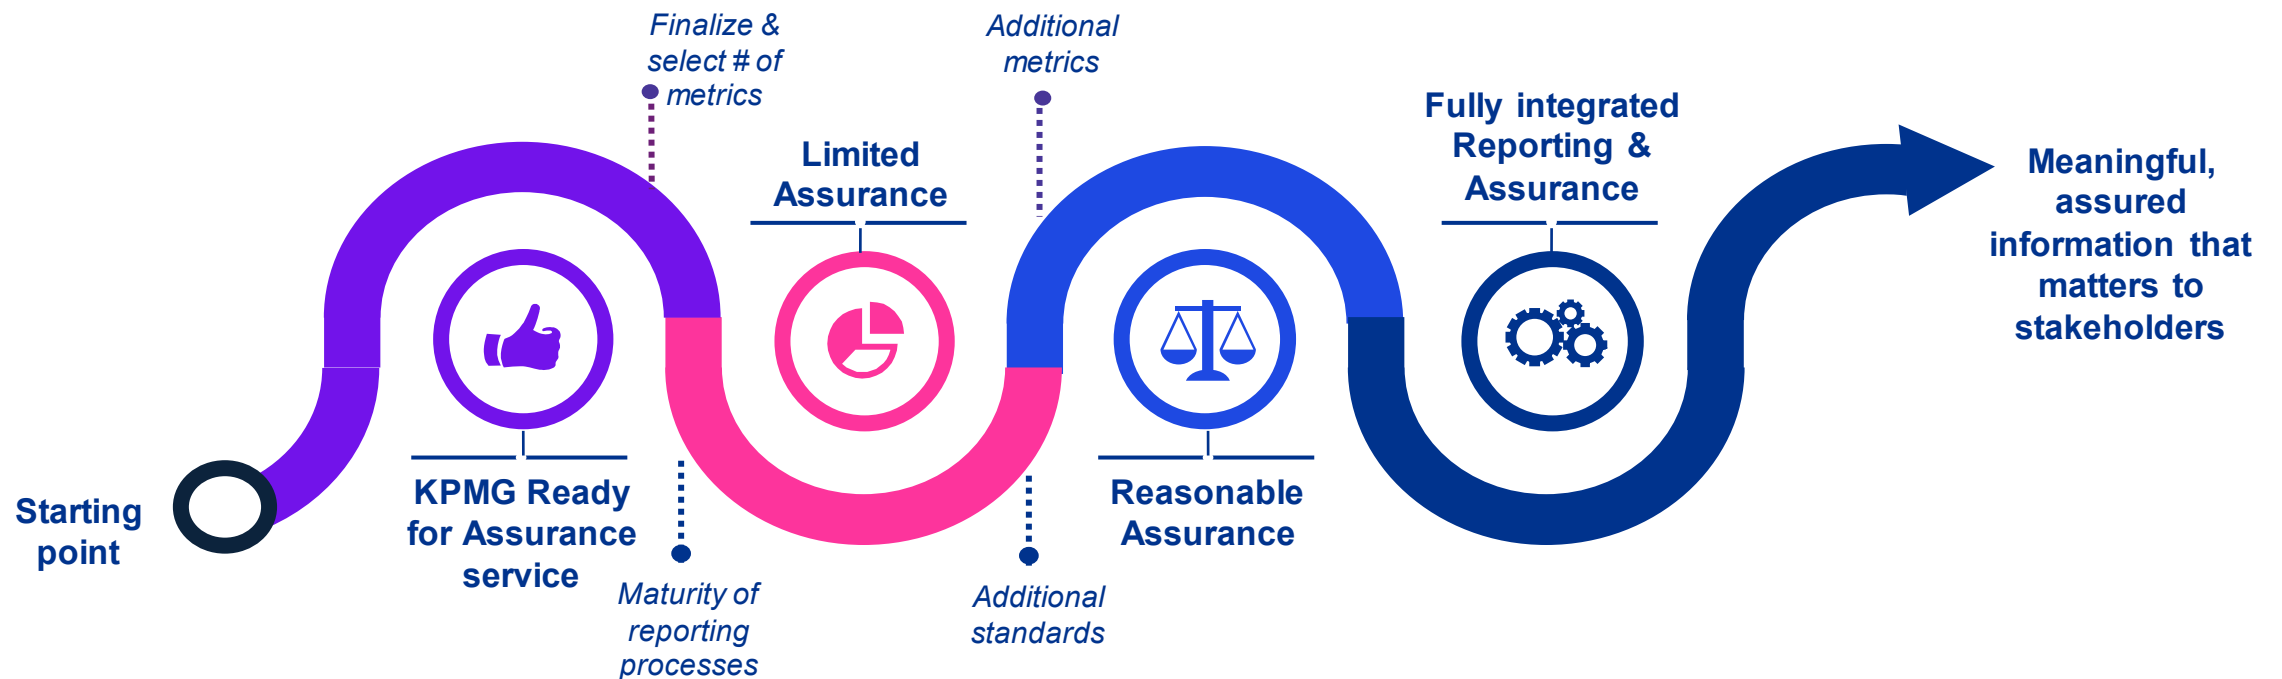 Starting
point
KPMG Ready
for Assurance
service
Finalize &
select # of
metrics
Maturity of
reporting
processes
Limited
Assurance
Additional
metrics
Additional
standards
Reasonable
Assurance
Fully integrated
Reporting &
Assurance
Meaningful,
assured
information that
matters to
stakeholders